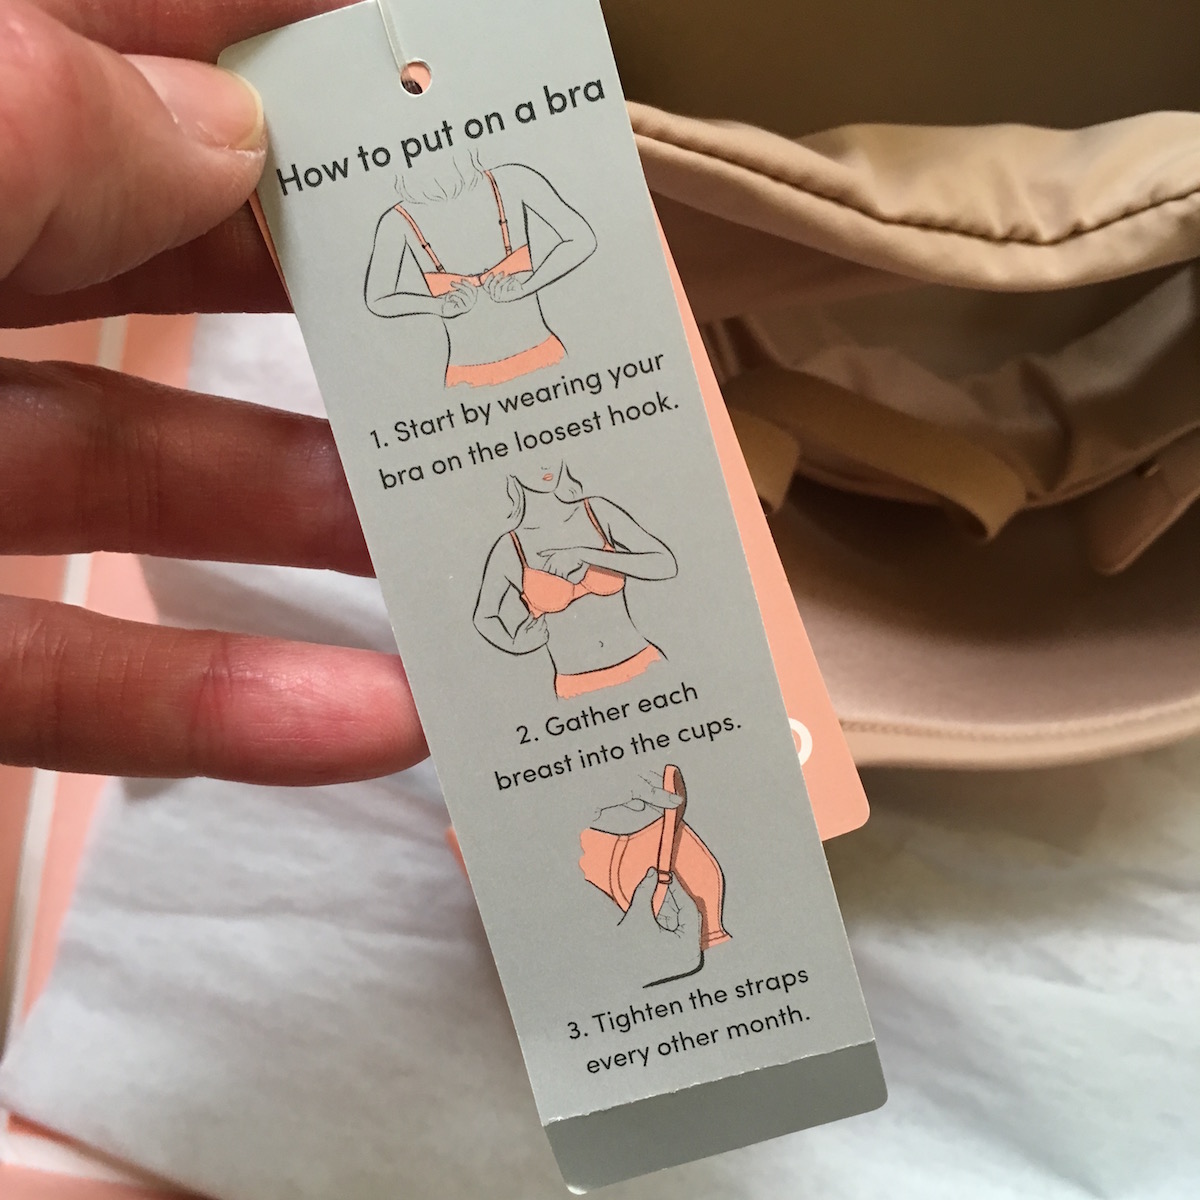 How to put on a bra
1. Start by wearing your
bra on the loosest hook.
2. Gather each
breast into the cups.
3. Tighten the straps
every other month.